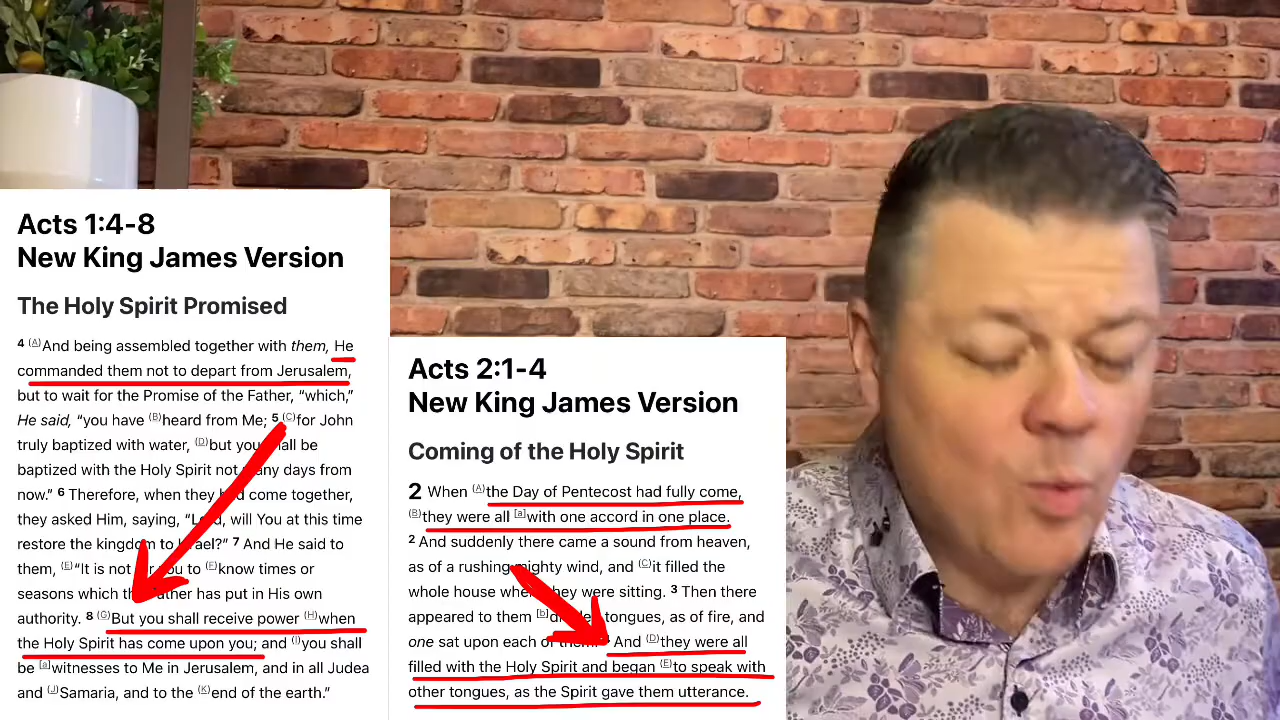 Acts 1:4-8
New King James Version
The Holy Spirit Promised
4 (A)And being assembled together with them, He
commanded them not to depart from Jerusalem,
but to wait for the Promise of the Father, “which,”
He said, “you have (B)heard from Me; 5 (C)for John
truly baptized with water, (D)but you shall be
baptized with the Holy Spirit not many days from
now.” 6 Therefore, when they had come together,
they asked Him, saying, “Lord, will You at this time
restore the kingdom to Israel?” 7 And He said to
them, (E)“It is not for you to (F)know times or
seasons which the Father has put in His own
authority. 8 (G)But you shall receive power (H)when
the Holy Spirit has come upon you; and (I)you shall
be [a]witnesses to Me in Jerusalem, and in all Judea
and (J)Samaria, and to the (K)end of the earth.”
Acts 2:1-4
New King James Version
Coming of the Holy Spirit
2 When (A)the Day of Pentecost had fully come,
(B)they were all [a]with one accord in one place.
2 And suddenly there came a sound from heaven,
as of a rushing mighty wind, and (C)it filled the
whole house where they were sitting. 3 Then there
appeared to them [b]divided tongues, as of fire, and
one sat upon each of them. 4 And (D)they were all
filled with the Holy Spirit and began (E)to speak with
other tongues, as the Spirit gave them utterance.